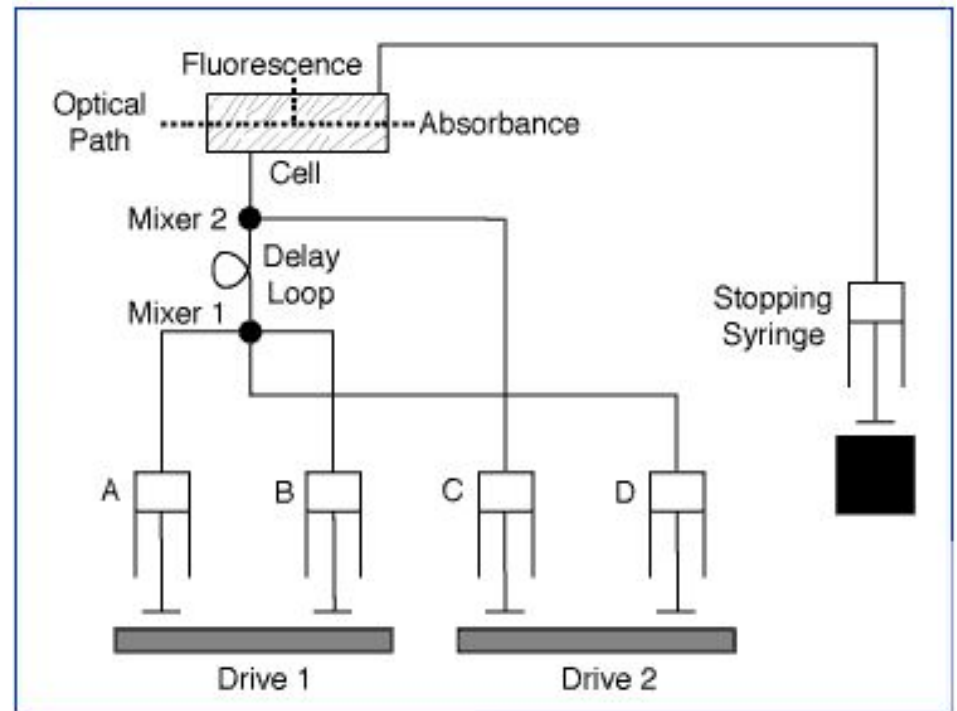 Fluorescence
Optical
Path
Absorbance
Cell
Mixer 2
Delay
Loop
Mixer 1
Stopping
Syringe
A
B
C
D
Drive 1
Drive 2